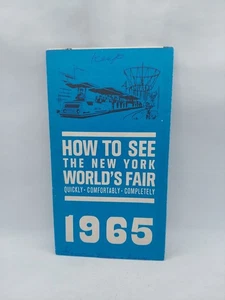 HOW TO SEE
THE NEW YORK
WORLD'S FAIR
QUICKLY · COMFORTABLY · COMPLETELY
1965